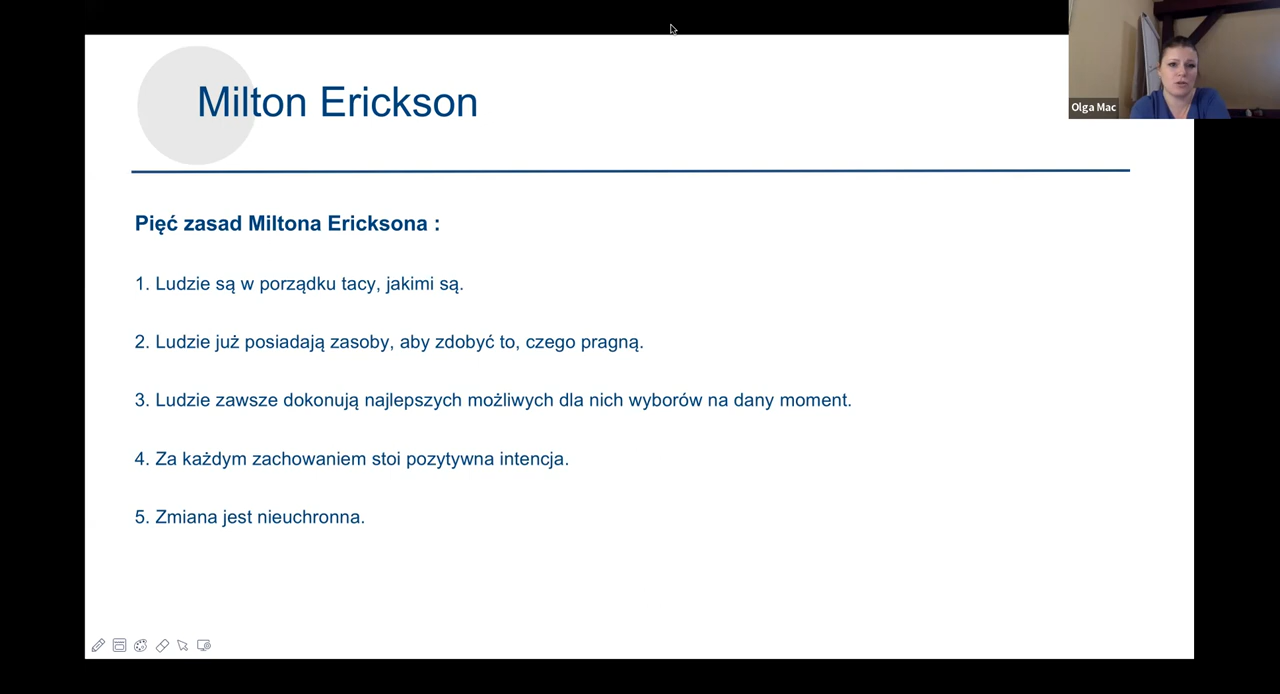 Milton Erickson
Olga Mac
Pięć zasad Miltona Ericksona :
1. Ludzie są w porządku tacy, jakimi są.
2. Ludzie już posiadają zasoby, aby zdobyć to, czego pragną.
3. Ludzie zawsze dokonują najlepszych możliwych dla nich wyborów na dany moment.
4. Za każdym zachowaniem stoi pozytywna intencja.
5. Zmiana jest nieuchronna.